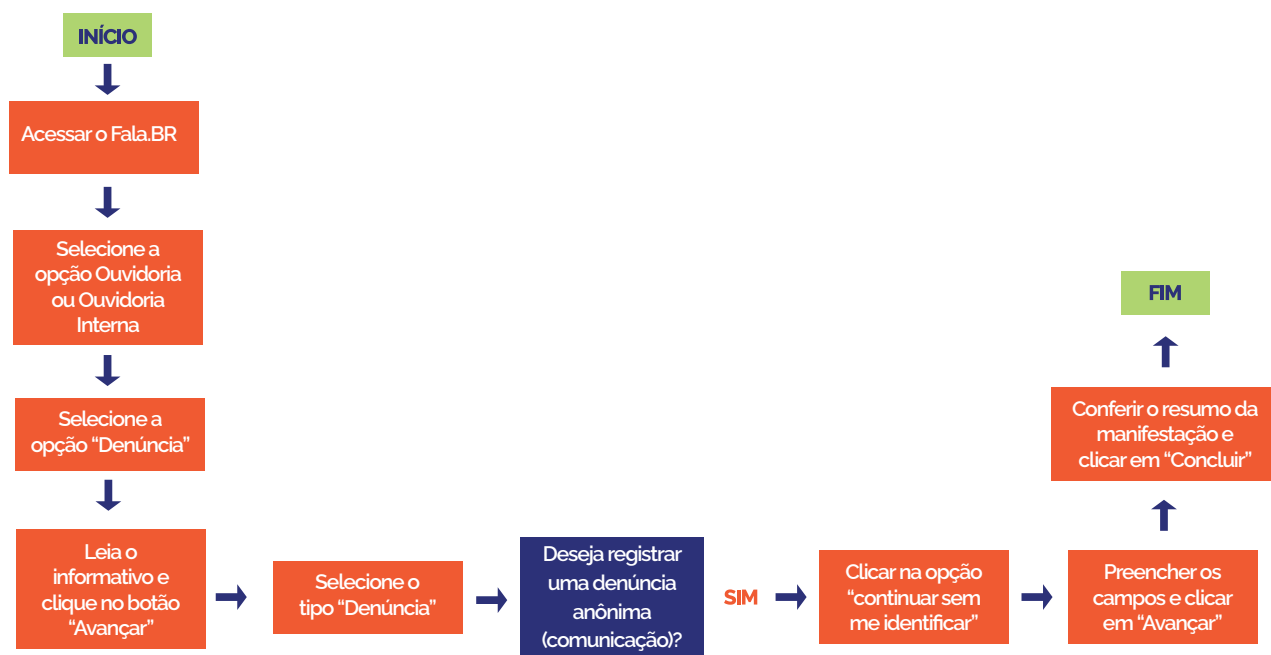 INÍCIO
Acessar o Fala.BR
Selecione a
opção Ouvidoria
ou Ouvidoria
Interna
Selecione a
opção “Denúncia”
Leia o
informativo e
clique no botão
“Avançar”
Selecione o
tipo “Denúncia”
Deseja registrar
uma denúncia
anônima
(comunicação)?
SIM
Clicar na opção
“continuar sem
me identificar”
Preencher os
campos e clicar
em “Avançar”
Conferir o resumo da
manifestação e
clicar em “Concluir”
FIM